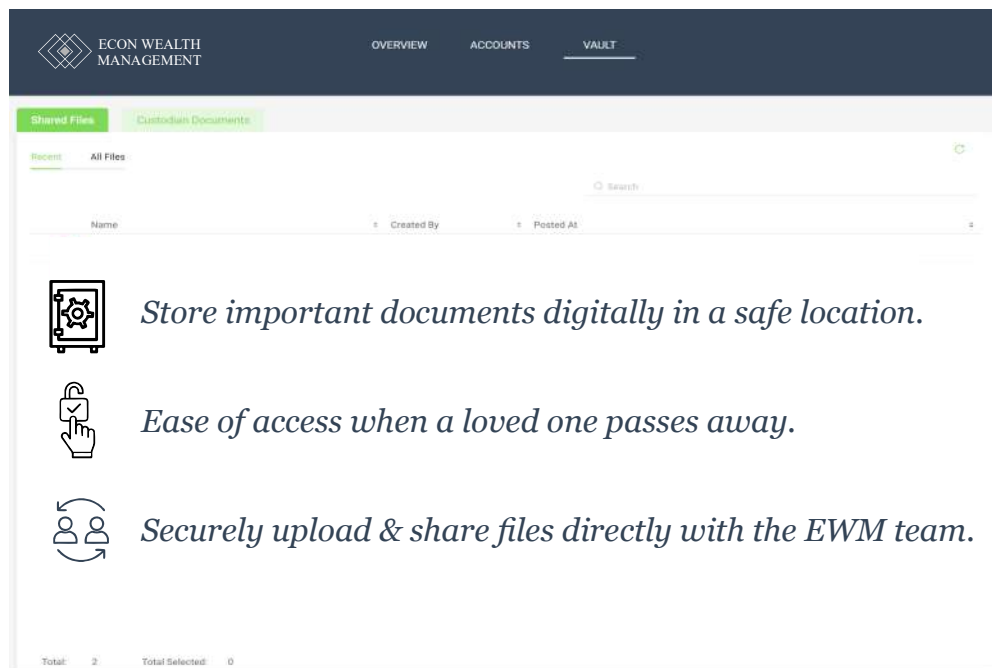 ECON WEALTH
MANAGEMENT
OVERVIEW ACCOUNTS VAULT
Shared Files Custodian Documents
Recent All Files
Search
Name Created By Posted At
Store important documents digitally in a safe location.
Ease of access when a loved one passes away.
Securely upload & share files directly with the EWM team.
Total: 2 Total Selected: 0